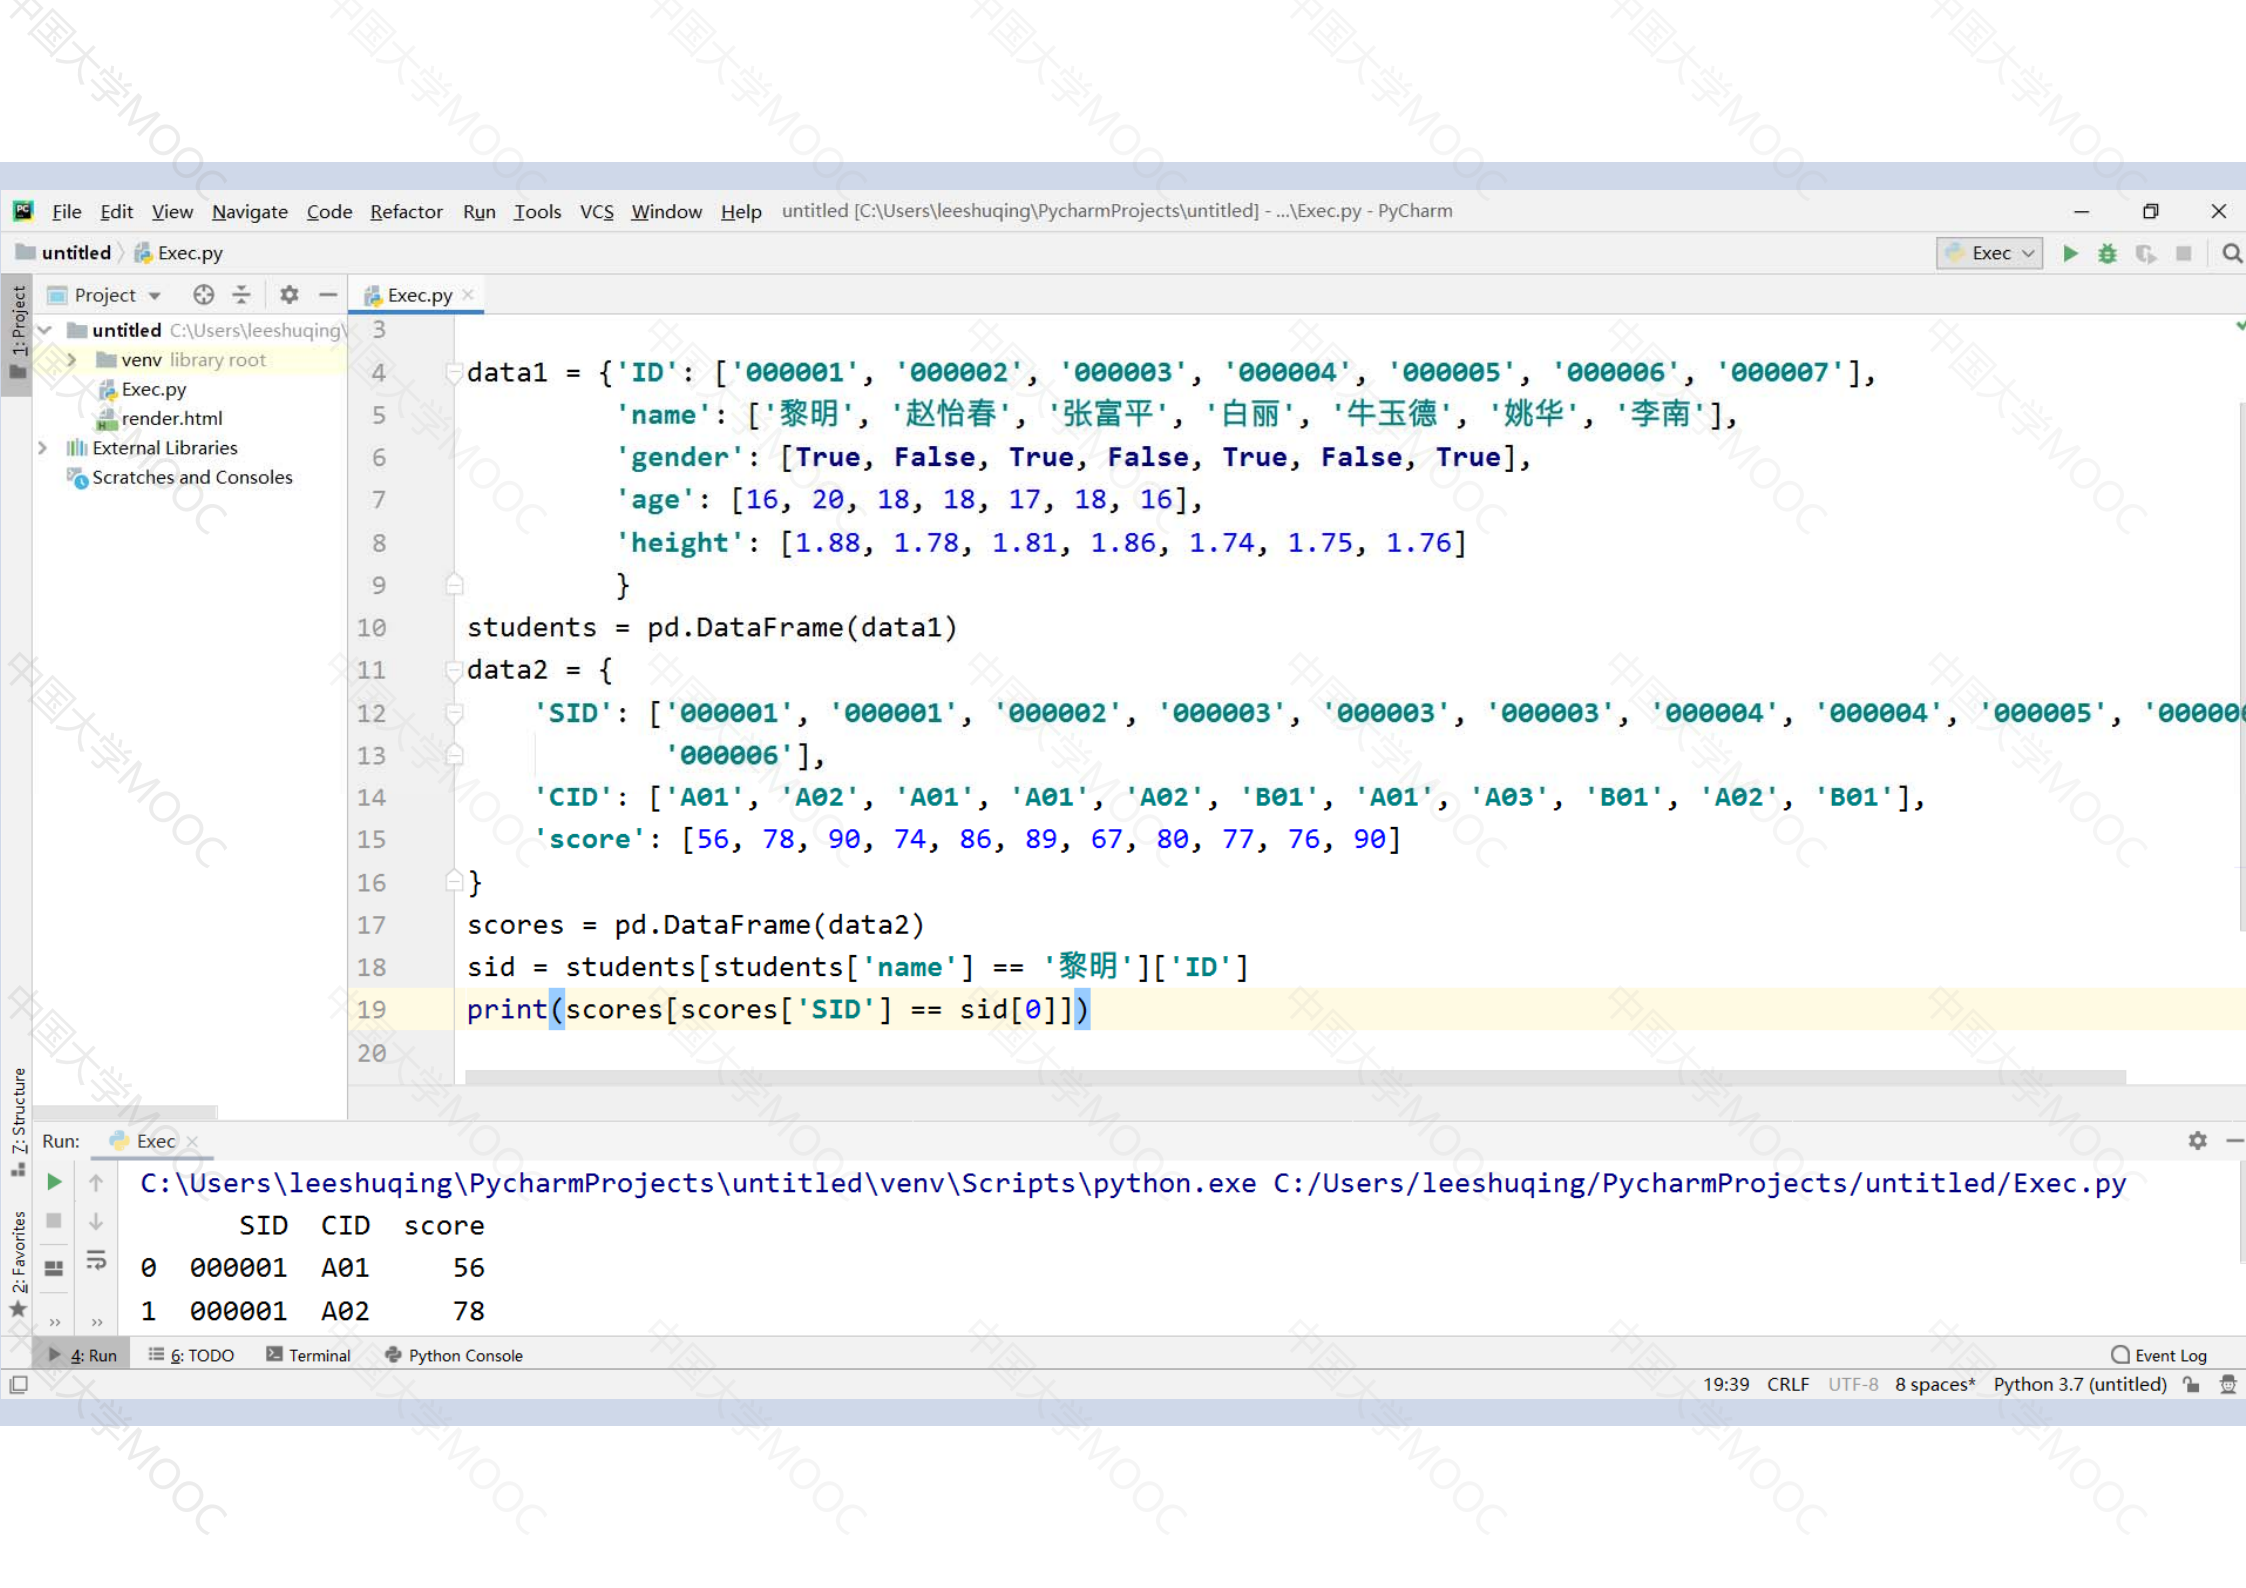 File Edit View Navigate Code Refactor Run Tools VCS Window Help untitled [C:\Users\leeshuqing\PycharmProjects\untitled] - ...\Exec.py - PyCharm
untitled Exec.py Exec
1: Project
Project Exec.py
untitled C:\Users\leeshuqing\
venv library root
Exec.py
render.html
External Libraries
Scratches and Consoles
3
4 data1 = {'ID': ['000001', '000002', '000003', '000004', '000005', '000006', '000007'],
5 'name': ['黎明', '赵怡春', '张富平', '白丽', '牛玉德', '姚华', '李南'],
6 'gender': [True, False, True, False, True, False, True],
7 'age': [16, 20, 18, 18, 17, 18, 16],
8 'height': [1.88, 1.78, 1.81, 1.86, 1.74, 1.75, 1.76]
9 }
10 students = pd.DataFrame(data1)
11 data2 = {
12 'SID': ['000001', '000001', '000002', '000003', '000003', '000003', '000004', '000004', '000005', '000006
13 '000006'],
14 'CID': ['A01', 'A02', 'A01', 'A01', 'A02', 'B01', 'A01', 'A03', 'B01', 'A02', 'B01'],
15 'score': [56, 78, 90, 74, 86, 89, 67, 80, 77, 76, 90]
16 }
17 scores = pd.DataFrame(data2)
18 sid = students[students['name'] == '黎明']['ID']
19 print(scores[scores['SID'] == sid[0]])
20
Z: Structure
2: Favorites
Run: Exec
C:\Users\leeshuqing\PycharmProjects\untitled\venv\Scripts\python.exe C:/Users/leeshuqing/PycharmProjects/untitled/Exec.py
SID CID score
0 000001 A01 56
1 000001 A02 78
4: Run 6: TODO Terminal Python Console Event Log
19:39 CRLF UTF-8 8 spaces* Python 3.7 (untitled)
中国大学MOOC